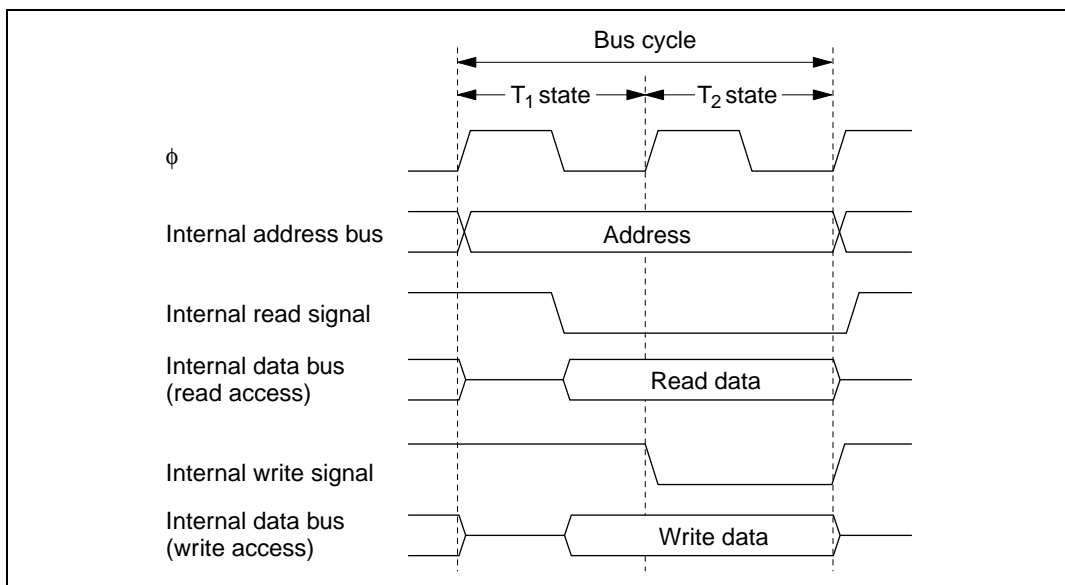 Bus cycle
T₁ state
T₂ state
ϕ
Internal address bus
Address
Internal read signal
Internal data bus
(read access)
Read data
Internal write signal
Internal data bus
(write access)
Write data